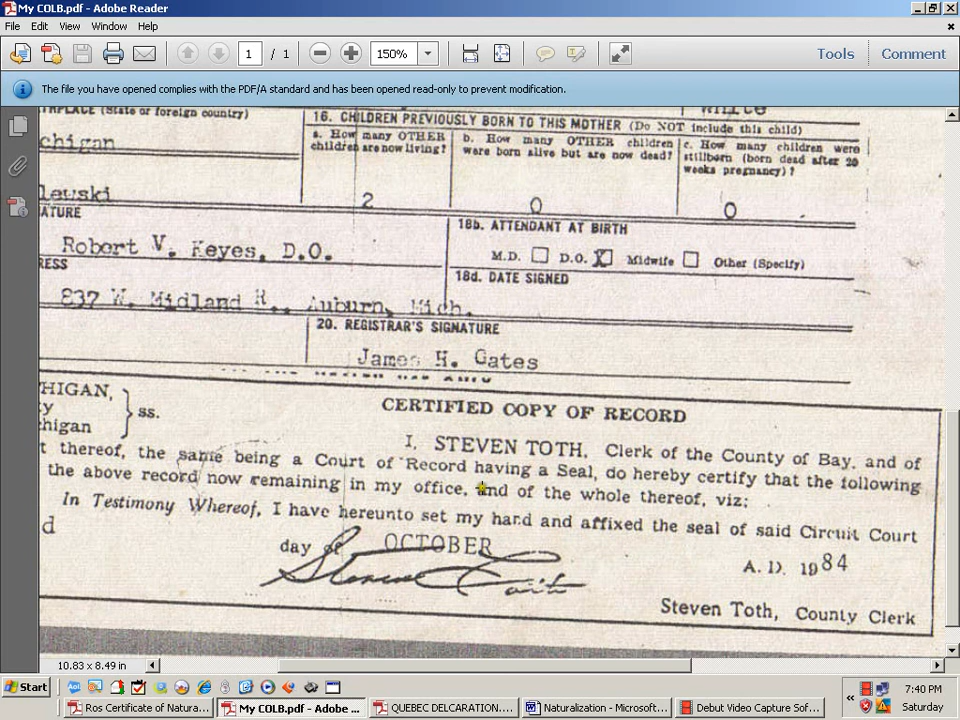 My COLB.pdf - Adobe Reader
File Edit View Window Help
1 / 1 150% Tools Comment
The file you have opened complies with the PDF/A standard and has been opened read-only to prevent modification.
THPLACE (State or foreign country)
chigan
16. CHILDREN PREVIOUSLY BORN TO THIS MOTHER (Do NOT include this child)
a. How many OTHER
children are now living?
b. How many OTHER children
were born alive but are now dead?
c. How many children were
stillborn (born dead after 20
weeks pregnancy)?
lewski 2 0 0
ATURE
Robert V. Keyes, D.O.
18b. ATTENDANT AT BIRTH
M.D. D.O. X Midwife Other (Specify)
RESS
837 W. Midland R., Auburn, Mich.
18d. DATE SIGNED
20. REGISTRAR'S SIGNATURE
James H. Gates
HIGAN,
y
higan
ss.
CERTIFIED COPY OF RECORD
I, STEVEN TOTH, Clerk of the County of Bay, and of
t thereof, the same being a Court of Record having a Seal, do hereby certify that the following
the above record now remaining in my office, and of the whole thereof, viz;
In Testimony Whereof, I have hereunto set my hand and affixed the seal of said Circuit Court
d
day of OCTOBER A. D. 1984
Steven Toth
Steven Toth, County Clerk
10.83 x 8.49 in
Start 7:40 PM
Saturday
Ros Certificate of Natura... My COLB.pdf - Adobe ... QUEBEC DELCARATION.... Naturalization - Microsoft... Debut Video Capture Sof...